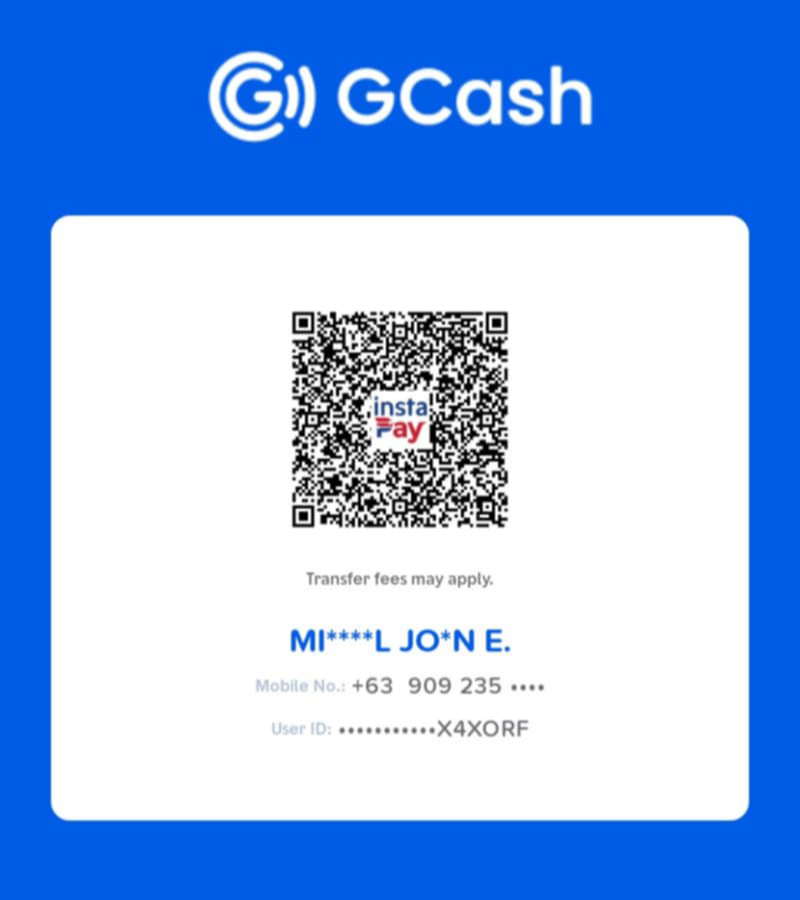 GCash
insta
Pay
Transfer fees may apply.
MI****L JO*N E.
Mobile No.: +63 909 235 ••••
User ID: •••••••••••X4XORF